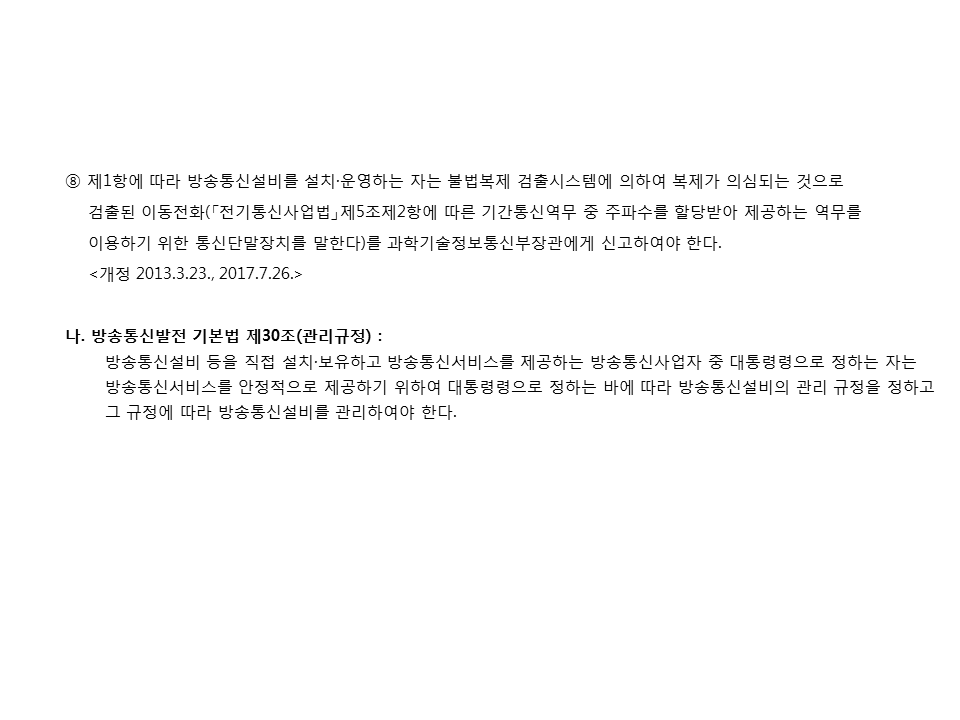 ⑧ 제1항에 따라 방송통신설비를 설치·운영하는 자는 불법복제 검출시스템에 의하여 복제가 의심되는 것으로
검출된 이동전화(｢전기통신사업법｣제5조제2항에 따른 기간통신역무 중 주파수를 할당받아 제공하는 역무를
이용하기 위한 통신단말장치를 말한다)를 과학기술정보통신부장관에게 신고하여야 한다.
<개정 2013.3.23., 2017.7.26.>
나. 방송통신발전 기본법 제30조(관리규정) :
방송통신설비 등을 직접 설치·보유하고 방송통신서비스를 제공하는 방송통신사업자 중 대통령령으로 정하는 자는
방송통신서비스를 안정적으로 제공하기 위하여 대통령령으로 정하는 바에 따라 방송통신설비의 관리 규정을 정하고
그 규정에 따라 방송통신설비를 관리하여야 한다.